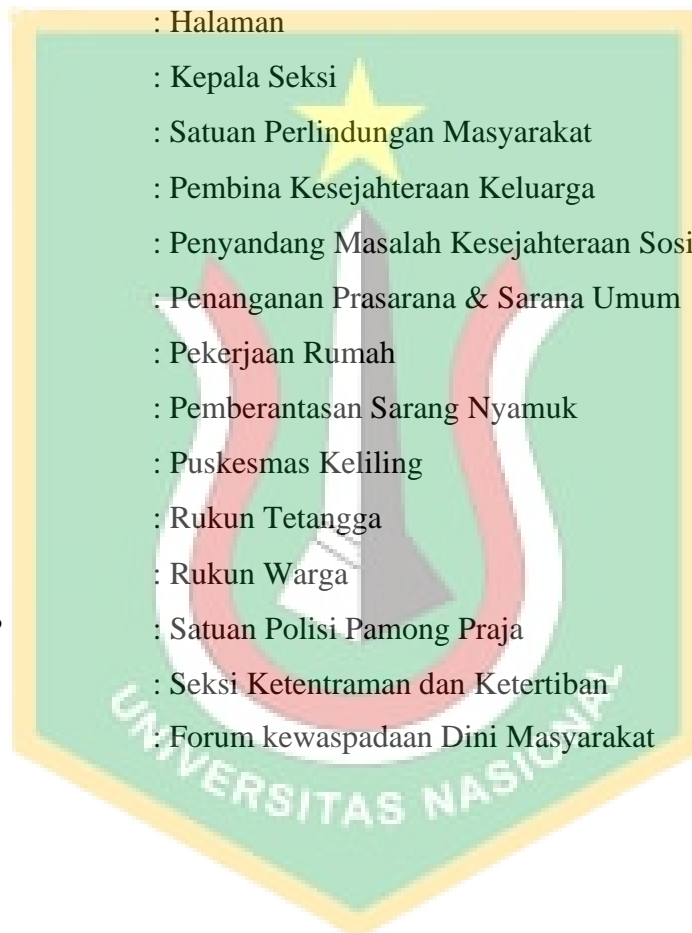 : Halaman
: Kepala Seksi
: Satuan Perlindungan Masyarakat
: Pembina Kesejahteraan Keluarga
: Penyandang Masalah Kesejahteraan Sosi
: Penanganan Prasarana & Sarana Umum
: Pekerjaan Rumah
: Pemberantasan Sarang Nyamuk
: Puskesmas Keliling
: Rukun Tetangga
: Rukun Warga
: Satuan Polisi Pamong Praja
: Seksi Ketentraman dan Ketertiban
: Forum kewaspadaan Dini Masyarakat
UNIVERSITAS NASIONAL